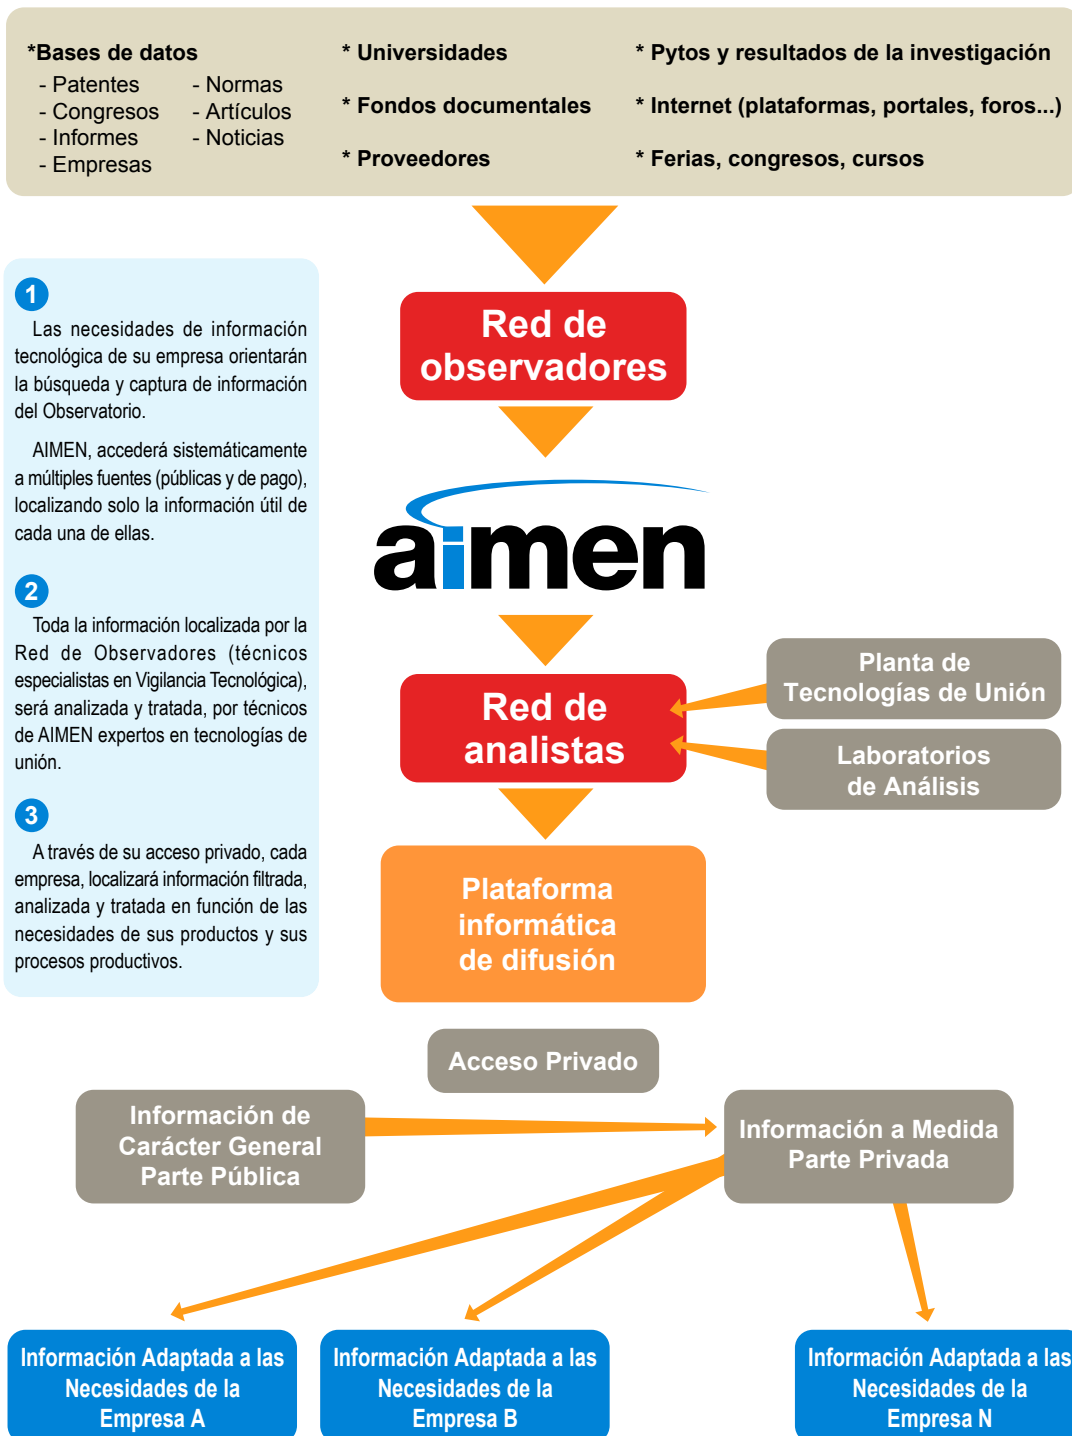 *Bases de datos
- Patentes
- Congresos
- Informes
- Empresas
- Normas
- Artículos
- Noticias
* Universidades
* Fondos documentales
* Proveedores
* Pytos y resultados de la investigación
* Internet (plataformas, portales, foros...)
* Ferias, congresos, cursos
Red de
observadores
1
Las necesidades de información
tecnológica de su empresa orientarán
la búsqueda y captura de información
del Observatorio.
AIMEN, accederá sistemáticamente
a múltiples fuentes (públicas y de pago),
localizando solo la información útil de
cada una de ellas.
2
Toda la información localizada por la
Red de Observadores (técnicos
especialistas en Vigilancia Tecnológica),
será analizada y tratada, por técnicos
de AIMEN expertos en tecnologías de
unión.
3
A través de su acceso privado, cada
empresa, localizará información filtrada,
analizada y tratada en función de las
necesidades de sus productos y sus
procesos productivos.
aimen
Red de
analistas
Planta de
Tecnologías de Unión
Laboratorios
de Análisis
Plataforma
informática
de difusión
Acceso Privado
Información de
Carácter General
Parte Pública
Información a Medida
Parte Privada
Información Adaptada a las
Necesidades de la
Empresa A
Información Adaptada a las
Necesidades de la
Empresa B
Información Adaptada a las
Necesidades de la
Empresa N